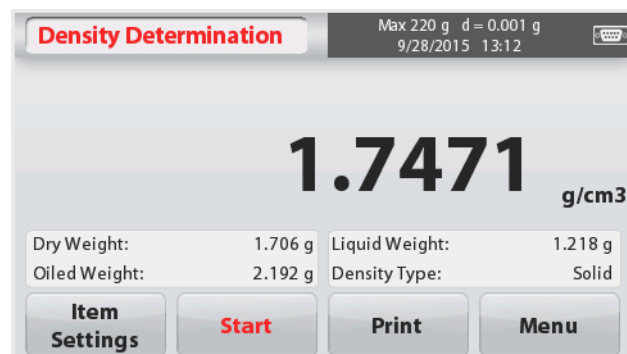 Density Determination
Max 220 g d = 0.001 g
9/28/2015 13:12
1.7471 g/cm3
Dry Weight: 1.706 g Liquid Weight: 1.218 g
Oiled Weight: 2.192 g Density Type: Solid
Item Settings
Start
Print
Menu